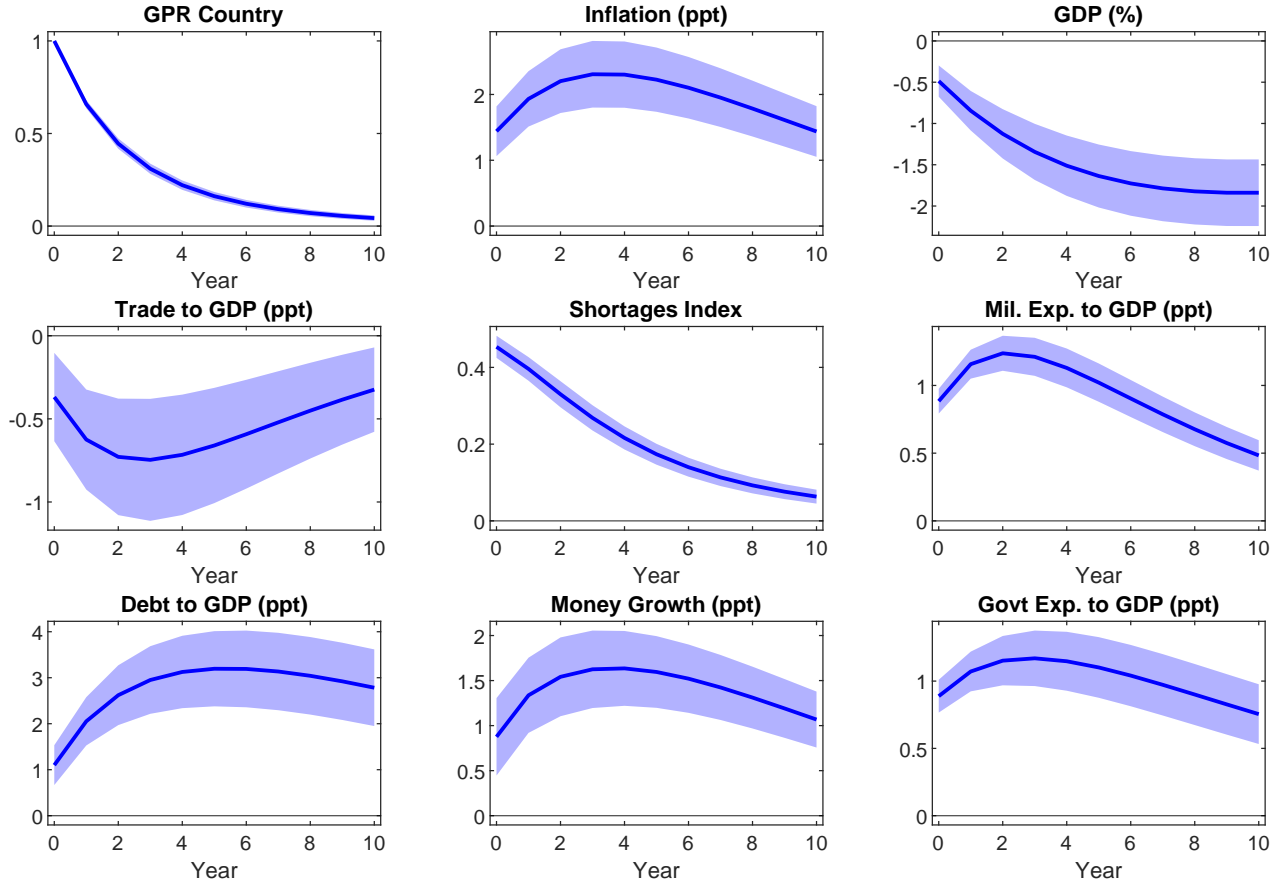 GPR Country
1
0.5
0
0 2 4 6 8 10
Year
Inflation (ppt)
2
1
0
0 2 4 6 8 10
Year
GDP (%)
0
-0.5
-1
-1.5
-2
0 2 4 6 8 10
Year
Trade to GDP (ppt)
0
-0.5
-1
0 2 4 6 8 10
Year
Shortages Index
0.4
0.2
0
0 2 4 6 8 10
Year
Mil. Exp. to GDP (ppt)
1
0.5
0
0 2 4 6 8 10
Year
Debt to GDP (ppt)
4
3
2
1
0
0 2 4 6 8 10
Year
Money Growth (ppt)
2
1.5
1
0.5
0
0 2 4 6 8 10
Year
Govt Exp. to GDP (ppt)
1
0.5
0
0 2 4 6 8 10
Year